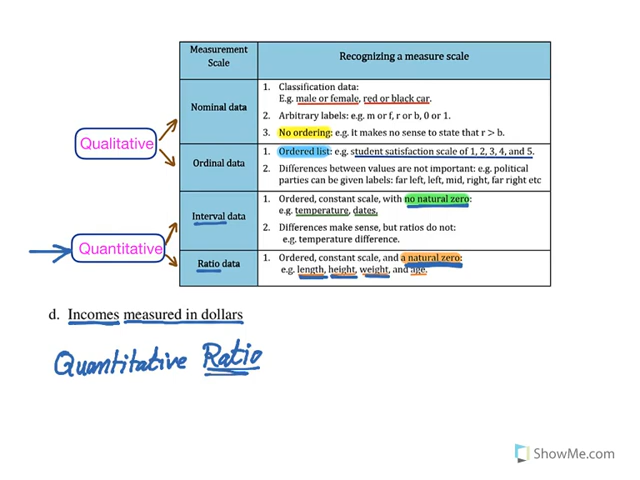 Measurement Scale
Recognizing a measure scale
Qualitative
Nominal data
1. Classification data:
E.g. male or female, red or black car.
2. Arbitrary labels: e.g. m or f, r or b, 0 or 1.
3. No ordering: e.g. it makes no sense to state that r > b.
Ordinal data
1. Ordered list: e.g. student satisfaction scale of 1, 2, 3, 4, and 5.
2. Differences between values are not important: e.g. political
parties can be given labels: far left, left, mid, right, far right etc
Quantitative
Interval data
1. Ordered, constant scale, with no natural zero:
e.g. temperature, dates.
2. Differences make sense, but ratios do not:
e.g. temperature difference.
Ratio data
1. Ordered, constant scale, and a natural zero:
e.g. length, height, weight, and age.
d. Incomes measured in dollars
Quantitative Ratio
ShowMe.com